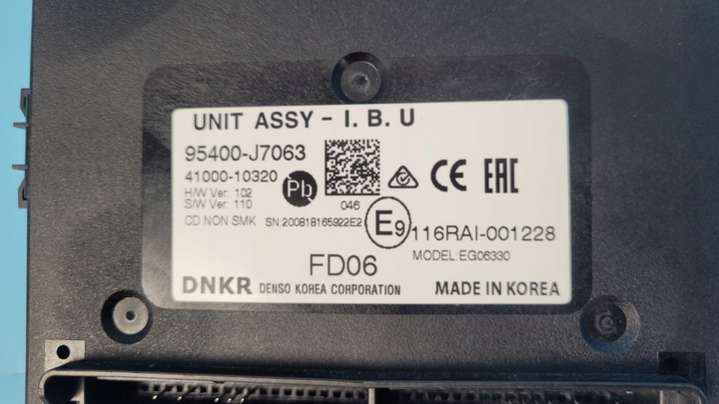 UNIT ASSY - I. B. U
95400-J7063
41000-10320
H/W Ver: 102
S/W Ver: 110
Pb
046
CE
EAC
CD NON SMK SN:200818165922E2
E9
116RAI-001228
MODEL:EG06330
FD06
DNKR DENSO KOREA CORPORATION MADE IN KOREA